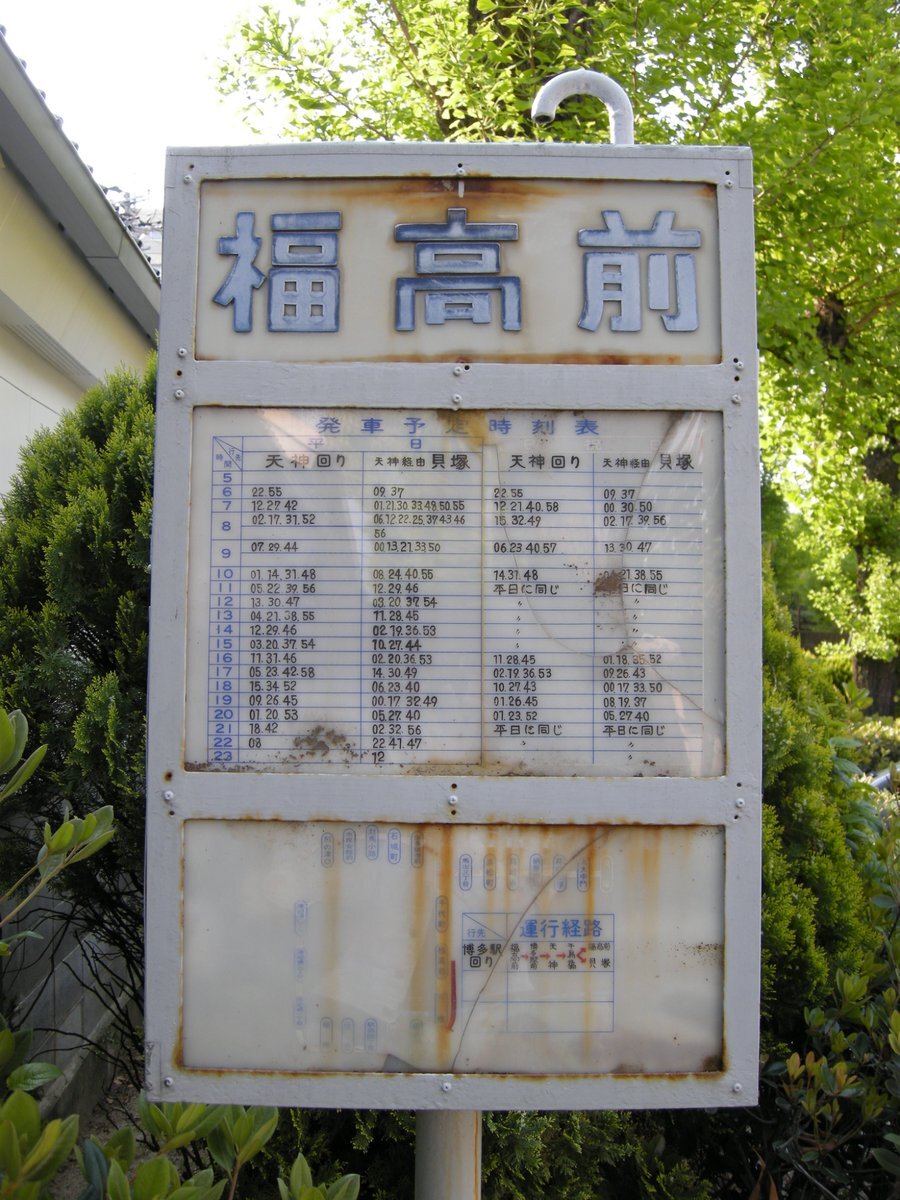 福高前
発車予定時刻表
平 日
行先 時間 天神回り 天神経由 貝塚 天神回り 天神経由 貝塚
5
6 22.55 09.37 22.55 09.37
7 12.27.42 01.21.30.33.49.50.55 12.21.40.58 00.30.50
8 02.17.31.52 06.12.22.25.37.43.46 15.32.49 02.17.39.56
56
9 07.29.44 00.13.21.33.50 06.23.40.57 13.30.47
10 01.14.31.48 08.24.40.55 14.31.48 21.38.55
11 05.22.39.56 12.29.46 平日に同じ 日に同じ
12 13.30.47 03.20.37.54 〃 〃
13 04.21.38.55 11.28.45 〃 〃
14 12.29.46 02.19.36.53 〃 〃
15 03.20.37.54 10.27.44 〃 〃
16 11.31.46 02.20.36.53 11.28.45 01.18.35.52
17 05.23.42.58 14.30.49 02.19.36.53 09.26.43
18 15.34.52 06.23.40 10.27.43 00.17.33.50
19 09.26.45 00.17.32.49 01.26.45 08.19.37
20 01.20.53 05.27.40 01.23.52 05.27.40
21 18.42 02.32.56 平日に同じ 平日に同じ
22 08 22.41.47 〃 〃
23 12 〃 〃
石城町
千代町
行先 運行経路
博多駅回り 天神 貝塚